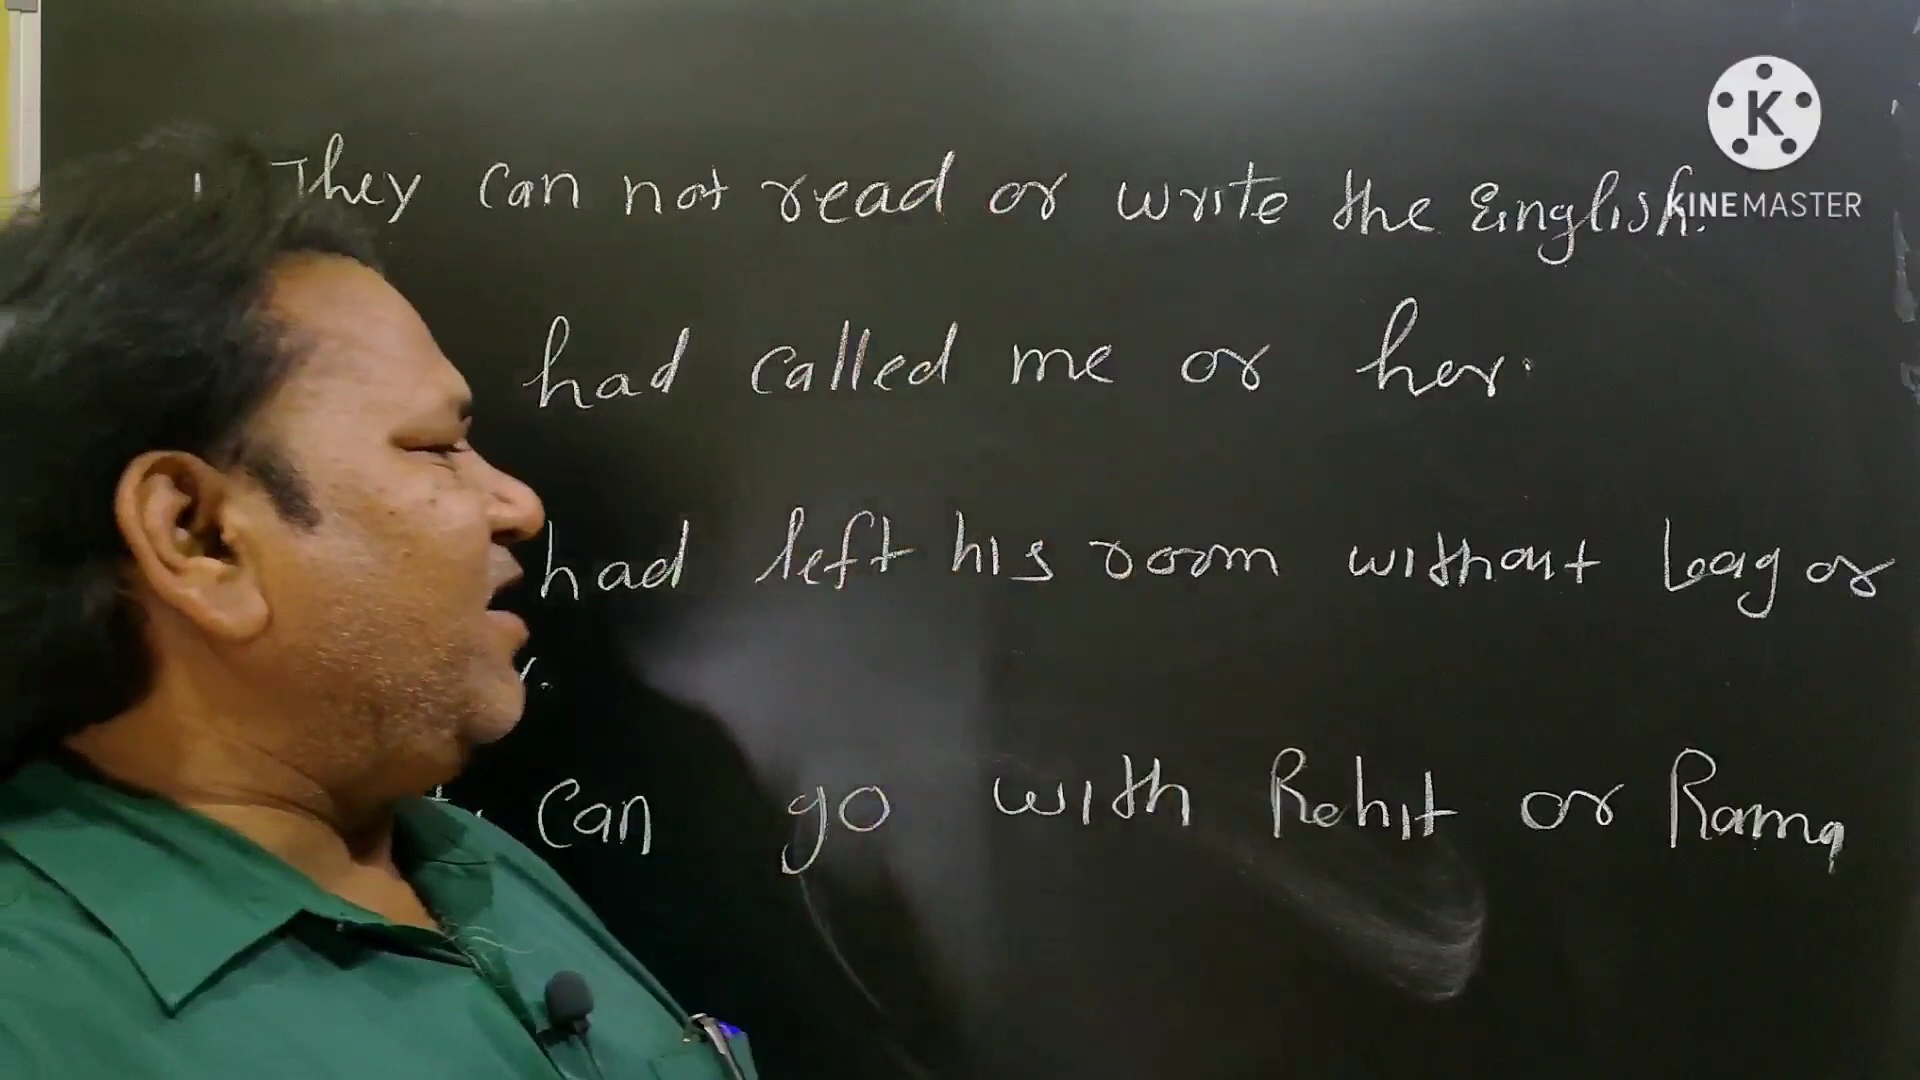 They can not read or write the English.
K
KINEMASTER
had called me or her.
had left his room without bag or
can go with Rohit or Rama